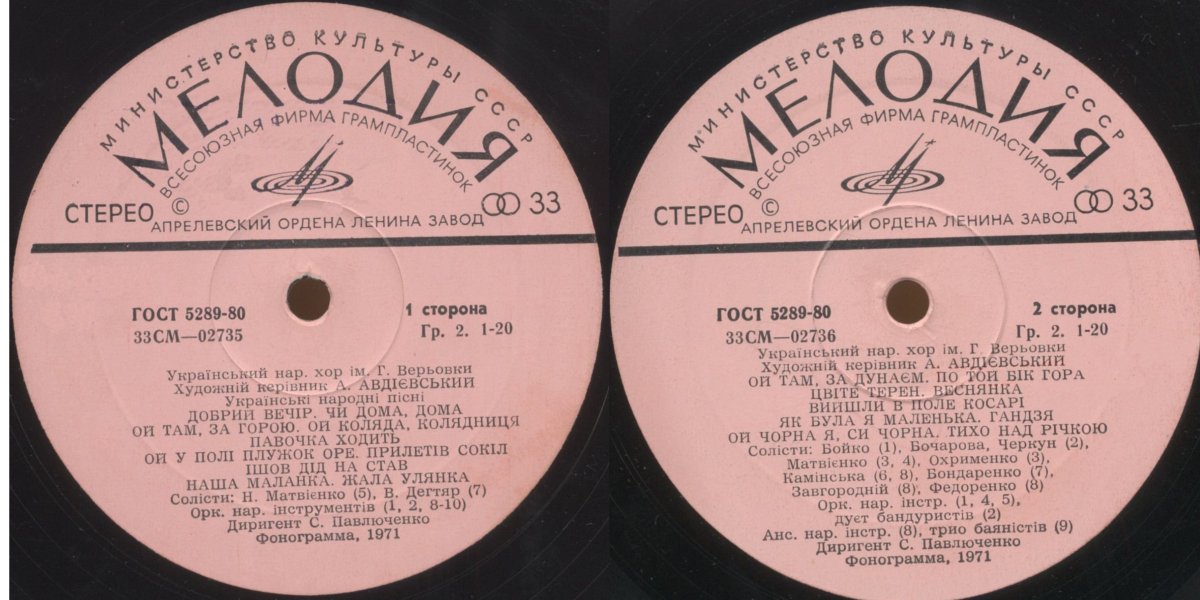 МИНИСТЕРСТВО КУЛЬТУРЫ СССР
МЕЛОДИЯ
ВСЕСОЮЗНАЯ ФИРМА ГРАМПЛАСТИНОК
СТЕРЕО © 33
АПРЕЛЕВСКИЙ ОРДЕНА ЛЕНИНА ЗАВОД
ГОСТ 5289-80 1 сторона
33СМ—02735 Гр. 2. 1-20
Український нар. хор ім. Г. Верьовки
Художній керівник А. АВДІЄВСЬКИЙ
Українські народні пісні
ДОБРИЙ ВЕЧІР. ЧИ ДОМА, ДОМА
ОЙ ТАМ, ЗА ГОРОЮ. ОЙ КОЛЯДА, КОЛЯДНИЦЯ
ПАВОЧКА ХОДИТЬ
ОЙ У ПОЛІ ПЛУЖОК ОРЕ. ПРИЛЕТІВ СОКІЛ
ІШОВ ДІД НА СТАВ
НАША МАЛАНКА. ЖАЛА УЛЯНКА
Солісти: Н. Матвієнко (5), В. Дегтяр (7)
Орк. нар. інструментів (1, 2, 8-10)
Диригент С. Павлюченко
Фонограмма, 1971
МИНИСТЕРСТВО КУЛЬТУРЫ СССР
МЕЛОДИЯ
ВСЕСОЮЗНАЯ ФИРМА ГРАМПЛАСТИНОК
СТЕРЕО © 33
АПРЕЛЕВСКИЙ ОРДЕНА ЛЕНИНА ЗАВОД
ГОСТ 5289-80 2 сторона
33СМ—02736 Гр. 2. 1-20
Український нар. хор ім. Г. Верьовки
Художній керівник А. АВДІЄВСЬКИЙ
ОЙ ТАМ, ЗА ДУНАЄМ. ПО ТОЙ БІК ГОРА
ЦВІТЕ ТЕРЕН. ВЕСНЯНКА
ВИЙШЛИ В ПОЛЕ КОСАРІ
ЯК БУЛА Я МАЛЕНЬКА. ГАНДЗЯ
ОЙ ЧОРНА Я, СИ ЧОРНА. ТИХО НАД РІЧКОЮ
Солісти: Бойко (1), Бочарова, Черкун (2),
Матвієнко (3, 4), Охрименко (3),
Камінська (6, 8), Бондаренко (7),
Завгородній (8), Федоренко (8)
Орк. нар. інстр. (1, 4, 5),
дует бандуристів (2)
Анс. нар. інстр. (8), трио баяністів (9)
Диригент С. Павлюченко
Фонограмма, 1971